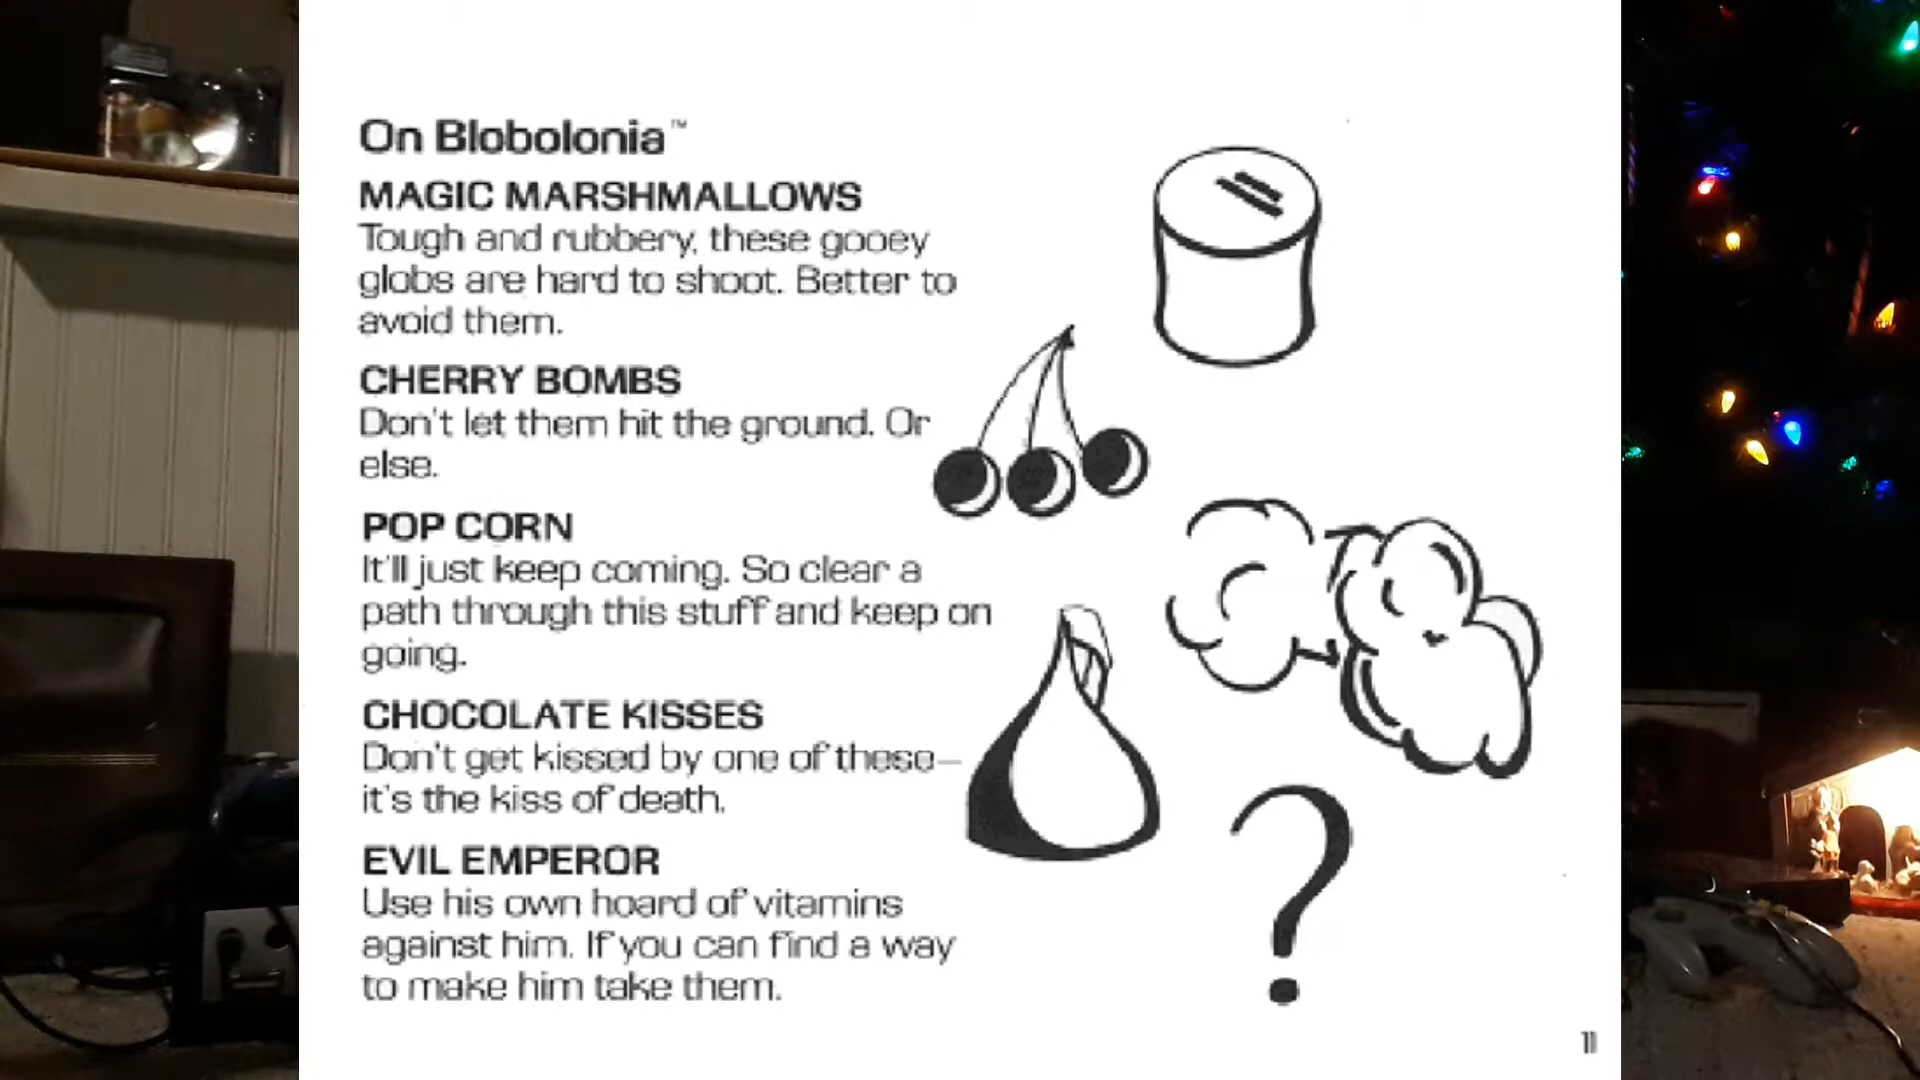 On Blobolonia™
MAGIC MARSHMALLOWS
Tough and rubbery, these gooey
globs are hard to shoot. Better to
avoid them.
CHERRY BOMBS
Don't let them hit the ground. Or
else.
POP CORN
It'll just keep coming. So clear a
path through this stuff and keep on
going.
CHOCOLATE KISSES
Don't get kissed by one of these—
it's the kiss of death.
EVIL EMPEROR
Use his own hoard of vitamins
against him. If you can find a way
to make him take them.
?
11